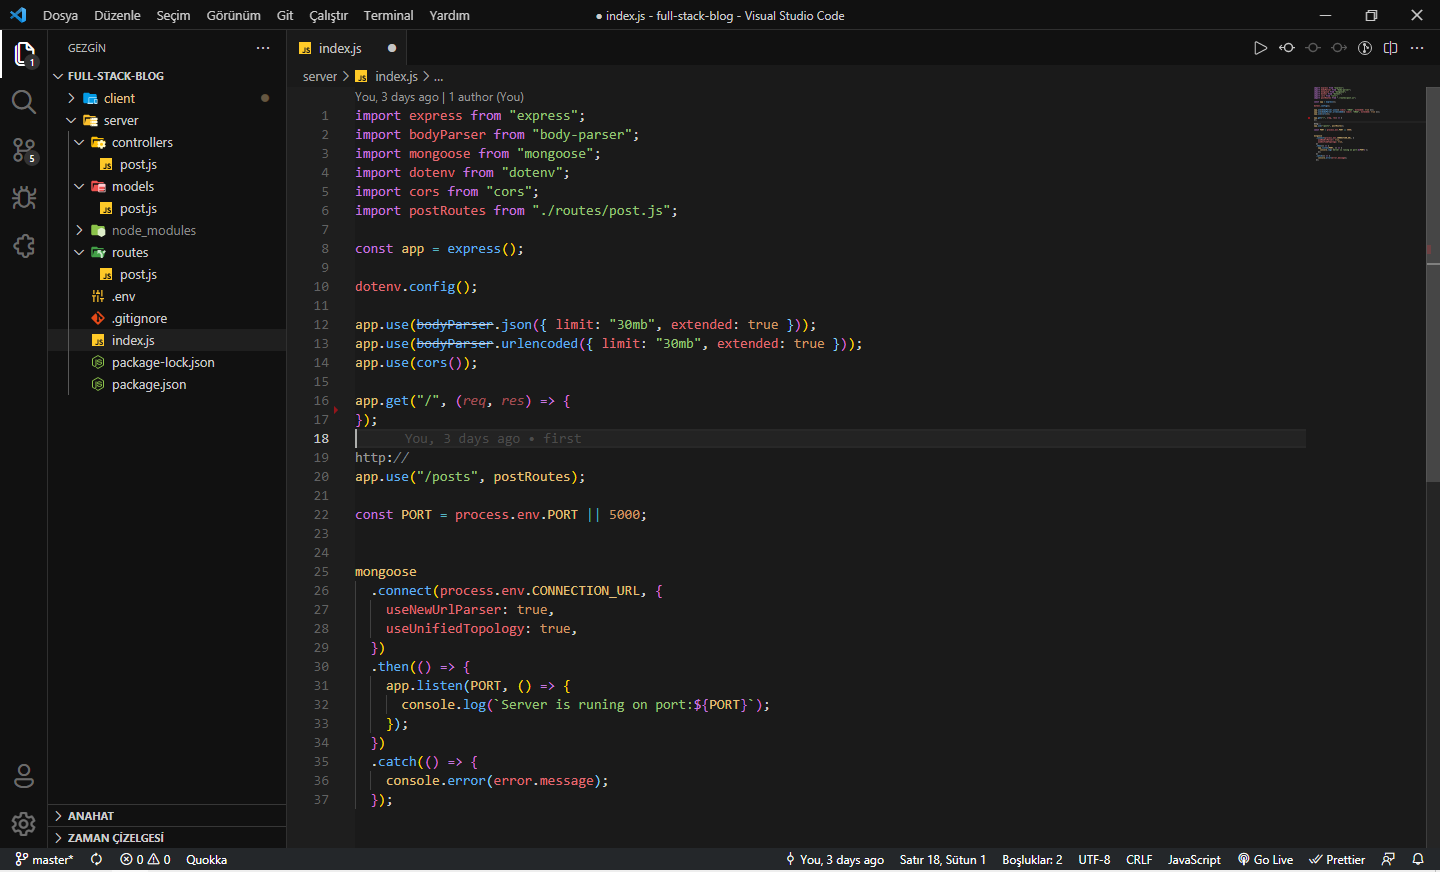 Dosya Düzenle Seçim Görünüm Git Çalıştır Terminal Yardım
● index.js - full-stack-blog - Visual Studio Code
GEZGİN
FULL-STACK-BLOG
client
server
controllers
post.js
models
post.js
node_modules
routes
post.js
.env
.gitignore
index.js
package-lock.json
package.json
ANAHAT
ZAMAN ÇİZELGESİ
1
5
index.js
server > index.js > ...
You, 3 days ago | 1 author (You)
1 import express from "express";
2 import bodyParser from "body-parser";
3 import mongoose from "mongoose";
4 import dotenv from "dotenv";
5 import cors from "cors";
6 import postRoutes from "./routes/post.js";
7
8 const app = express();
9
10 dotenv.config();
11
12 app.use(bodyParser.json({ limit: "30mb", extended: true }));
13 app.use(bodyParser.urlencoded({ limit: "30mb", extended: true }));
14 app.use(cors());
15
16 app.get("/", (req, res) => {
17 });
18 You, 3 days ago • first
19 http://
20 app.use("/posts", postRoutes);
21
22 const PORT = process.env.PORT || 5000;
23
24
25 mongoose
26 .connect(process.env.CONNECTION_URL, {
27 useNewUrlParser: true,
28 useUnifiedTopology: true,
29 })
30 .then(() => {
31 app.listen(PORT, () => {
32 console.log(`Server is runing on port:${PORT}`);
33 });
34 })
35 .catch(() => {
36 console.error(error.message);
37 });
master* 0 0 Quokka
You, 3 days ago Satır 18, Sütun 1 Boşluklar: 2 UTF-8 CRLF JavaScript Go Live Prettier